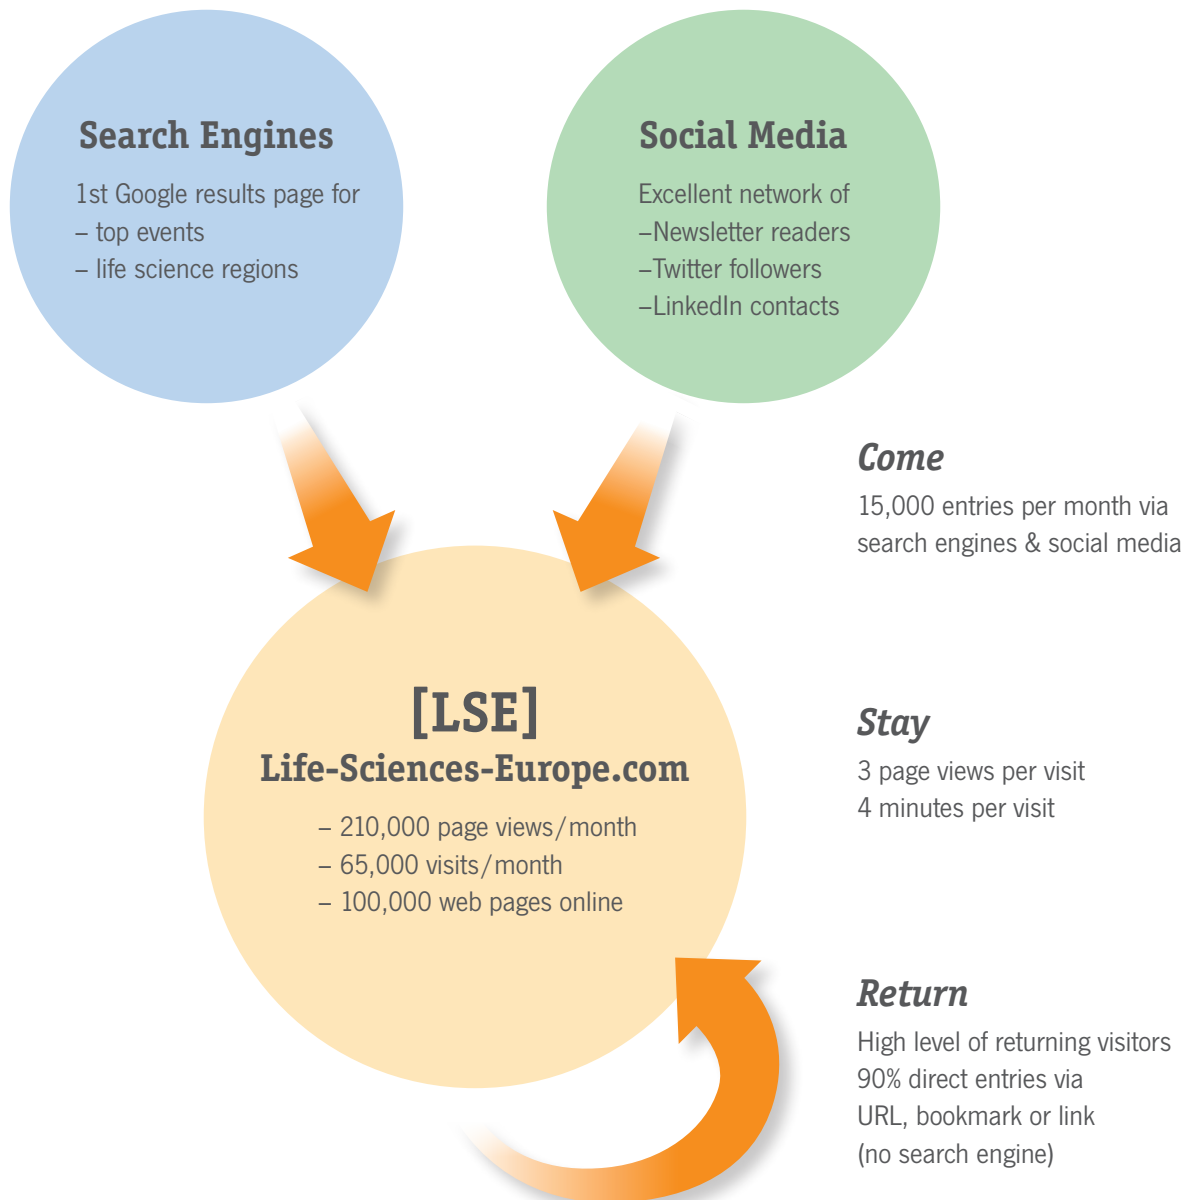 Search Engines
1st Google results page for
– top events
– life science regions
Social Media
Excellent network of
–Newsletter readers
–Twitter followers
–LinkedIn contacts
Come
15,000 entries per month via
search engines & social media
[LSE]
Life-Sciences-Europe.com
– 210,000 page views/month
– 65,000 visits/month
– 100,000 web pages online
Stay
3 page views per visit
4 minutes per visit
Return
High level of returning visitors
90% direct entries via
URL, bookmark or link
(no search engine)